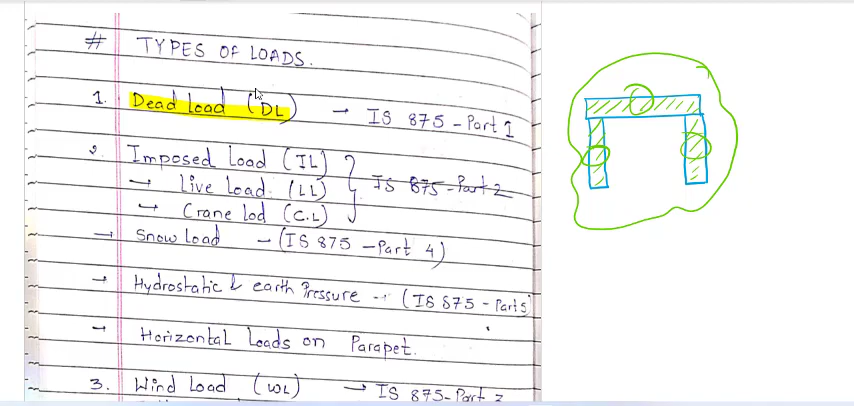 # TYPES OF LOADS.
1. Dead Load (DL) → IS 875 - Part 1
2. Imposed Load (IL)
→ Live Load (LL) IS 875 - Part 2
→ Crane Lod (C.L)
→ Snow Load - (IS 875 - Part 4)
→ Hydrostatic & earth Pressure → (IS 875 - Part 5)
→ Horizontal Loads on Parapet.
3. Wind Load (WL) → IS 875 - Part 3